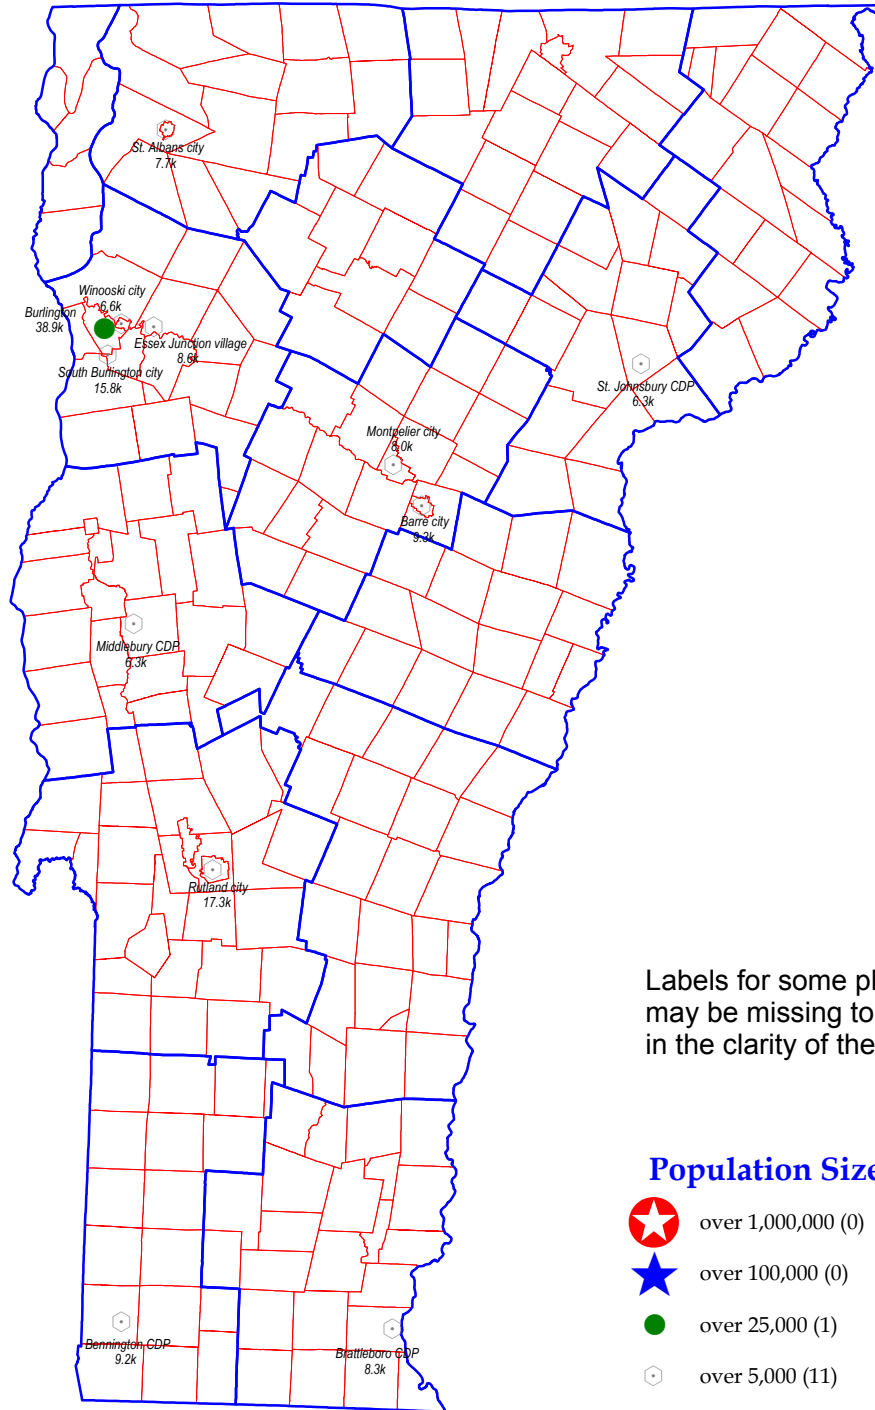 St. Albans city
7.7k
Winooski city
6.6k
Burlington
38.9k
Essex Junction village
8.6k
South Burlington city
15.8k
St. Johnsbury CDP
6.3k
Montpelier city
8.0k
Barre city
9.3k
Middlebury CDP
6.3k
Rutland city
17.3k
Labels for some pl
may be missing to
in the clarity of the
Population Size
over 1,000,000 (0)
over 100,000 (0)
over 25,000 (1)
over 5,000 (11)
Bennington CDP
9.2k
Brattleboro CDP
8.3k